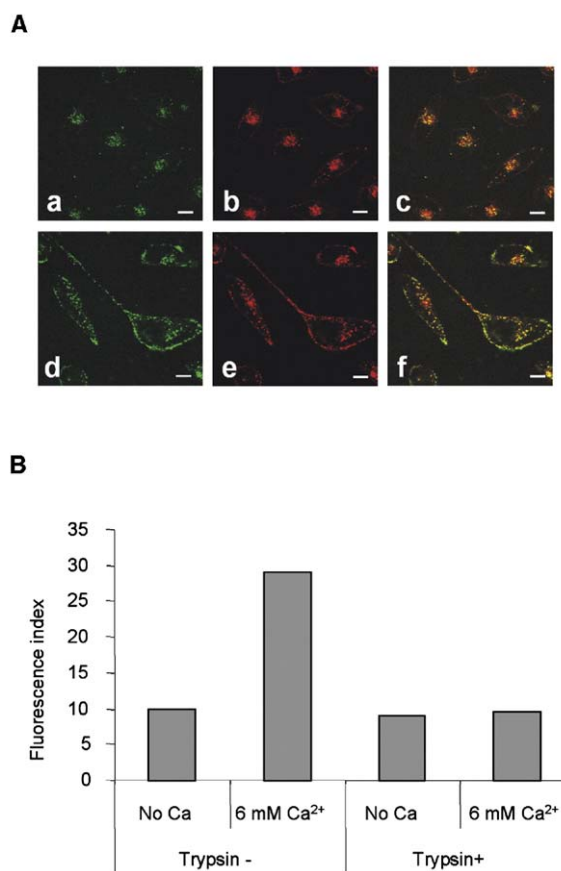 A
a
b
c
d
e
f
B
35
30
25
20
15
10
5
0
Fluorescence index
No Ca
6 mM Ca²⁺
No Ca
6 mM Ca²⁺
Trypsin -
Trypsin+